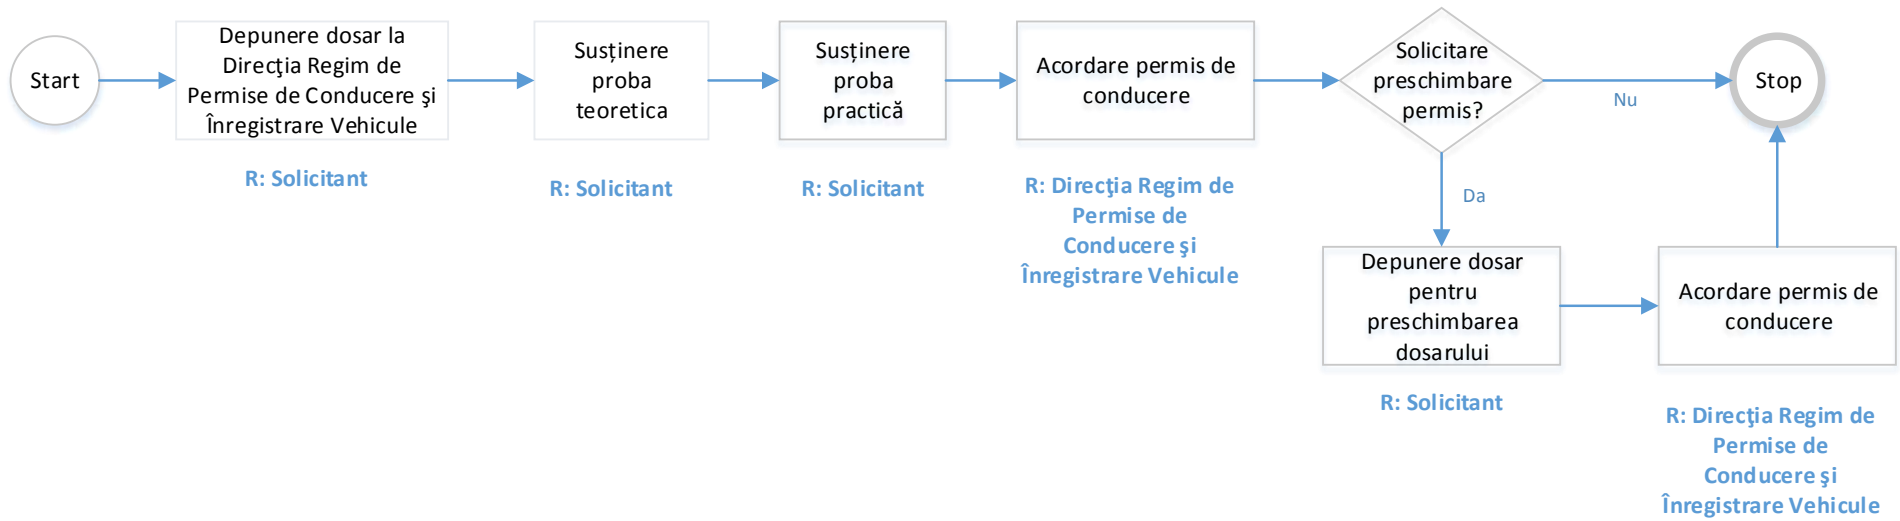 Start
Depunere dosar la
Direcţia Regim de
Permise de Conducere şi
Înregistrare Vehicule
R: Solicitant
Susținere
proba
teoretica
R: Solicitant
Susținere
proba
practică
R: Solicitant
Acordare permis de
conducere
R: Direcţia Regim de
Permise de
Conducere şi
Înregistrare Vehicule
Solicitare
preschimbare
permis?
Nu
Stop
Da
Depunere dosar
pentru
preschimbarea
dosarului
R: Solicitant
Acordare permis de
conducere
R: Direcţia Regim de
Permise de
Conducere şi
Înregistrare Vehicule